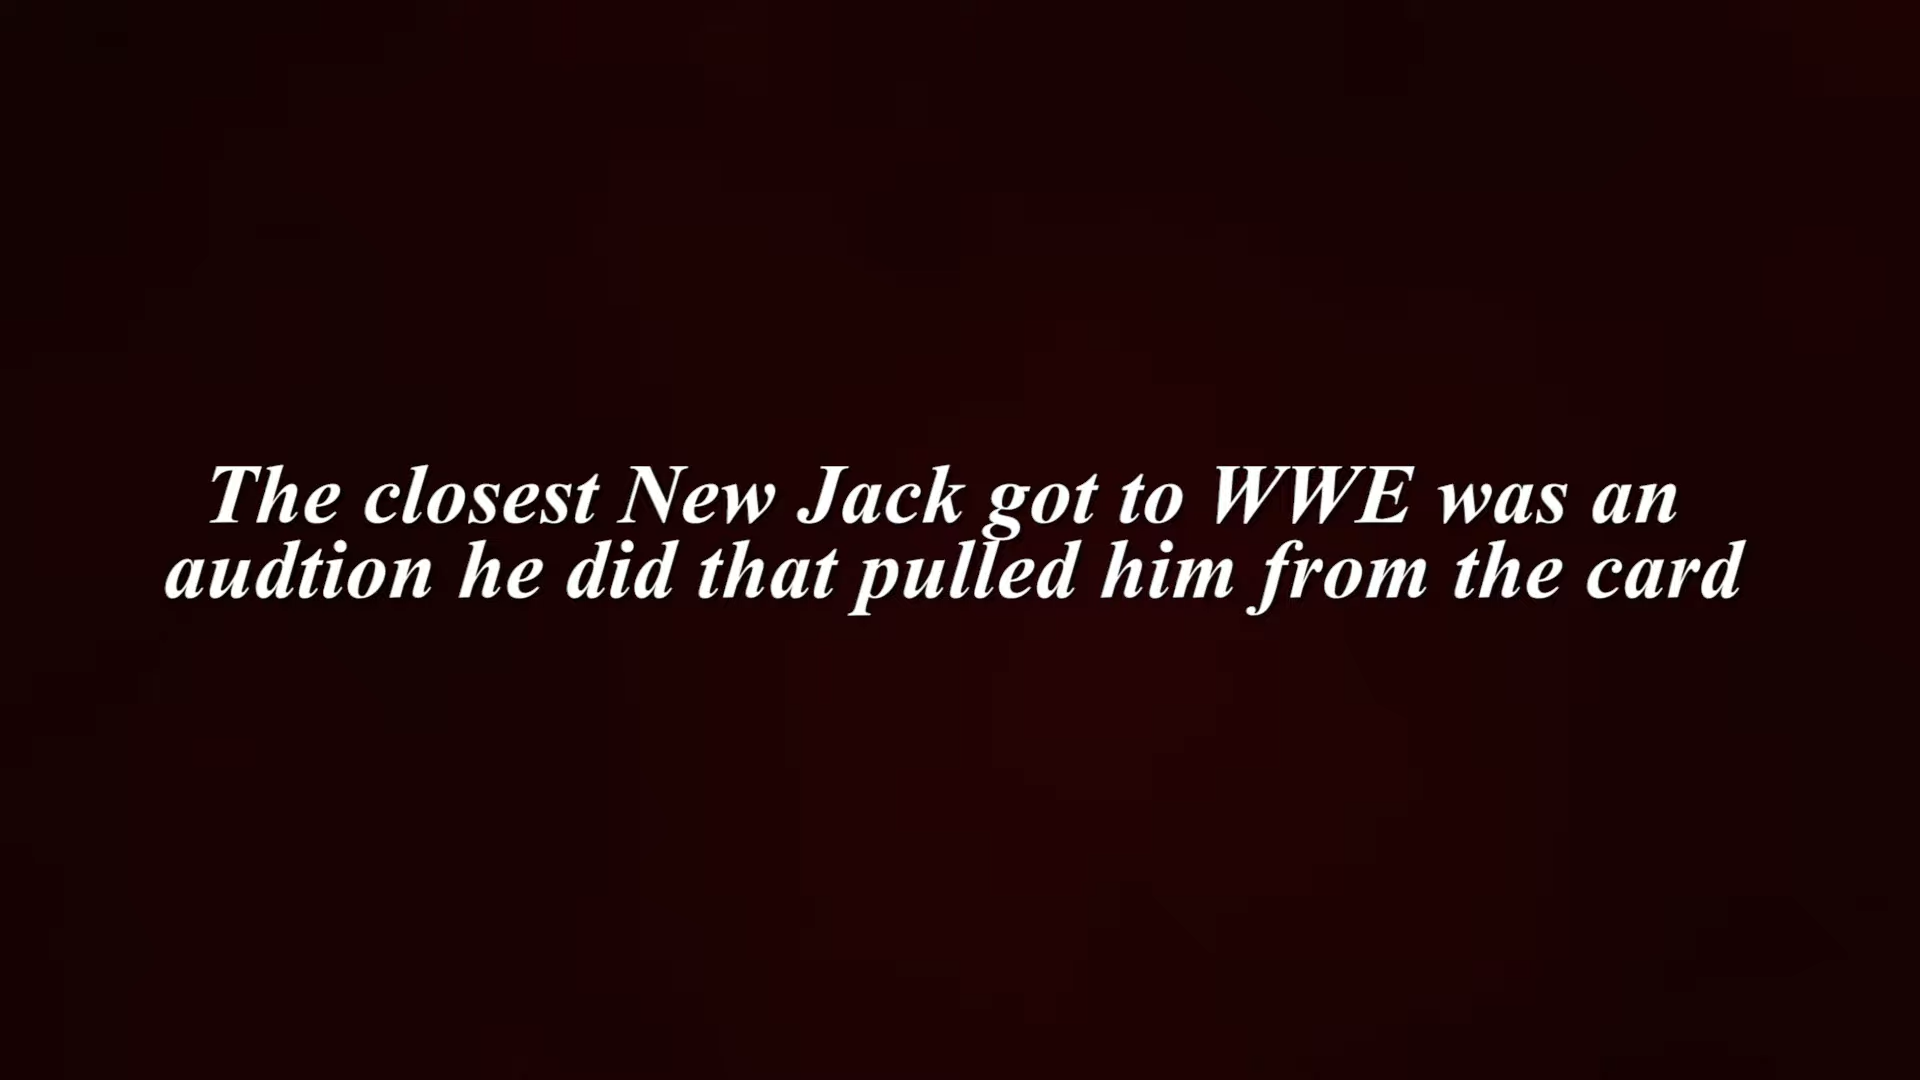 The closest New Jack got to WWE was an
audtion he did that pulled him from the card